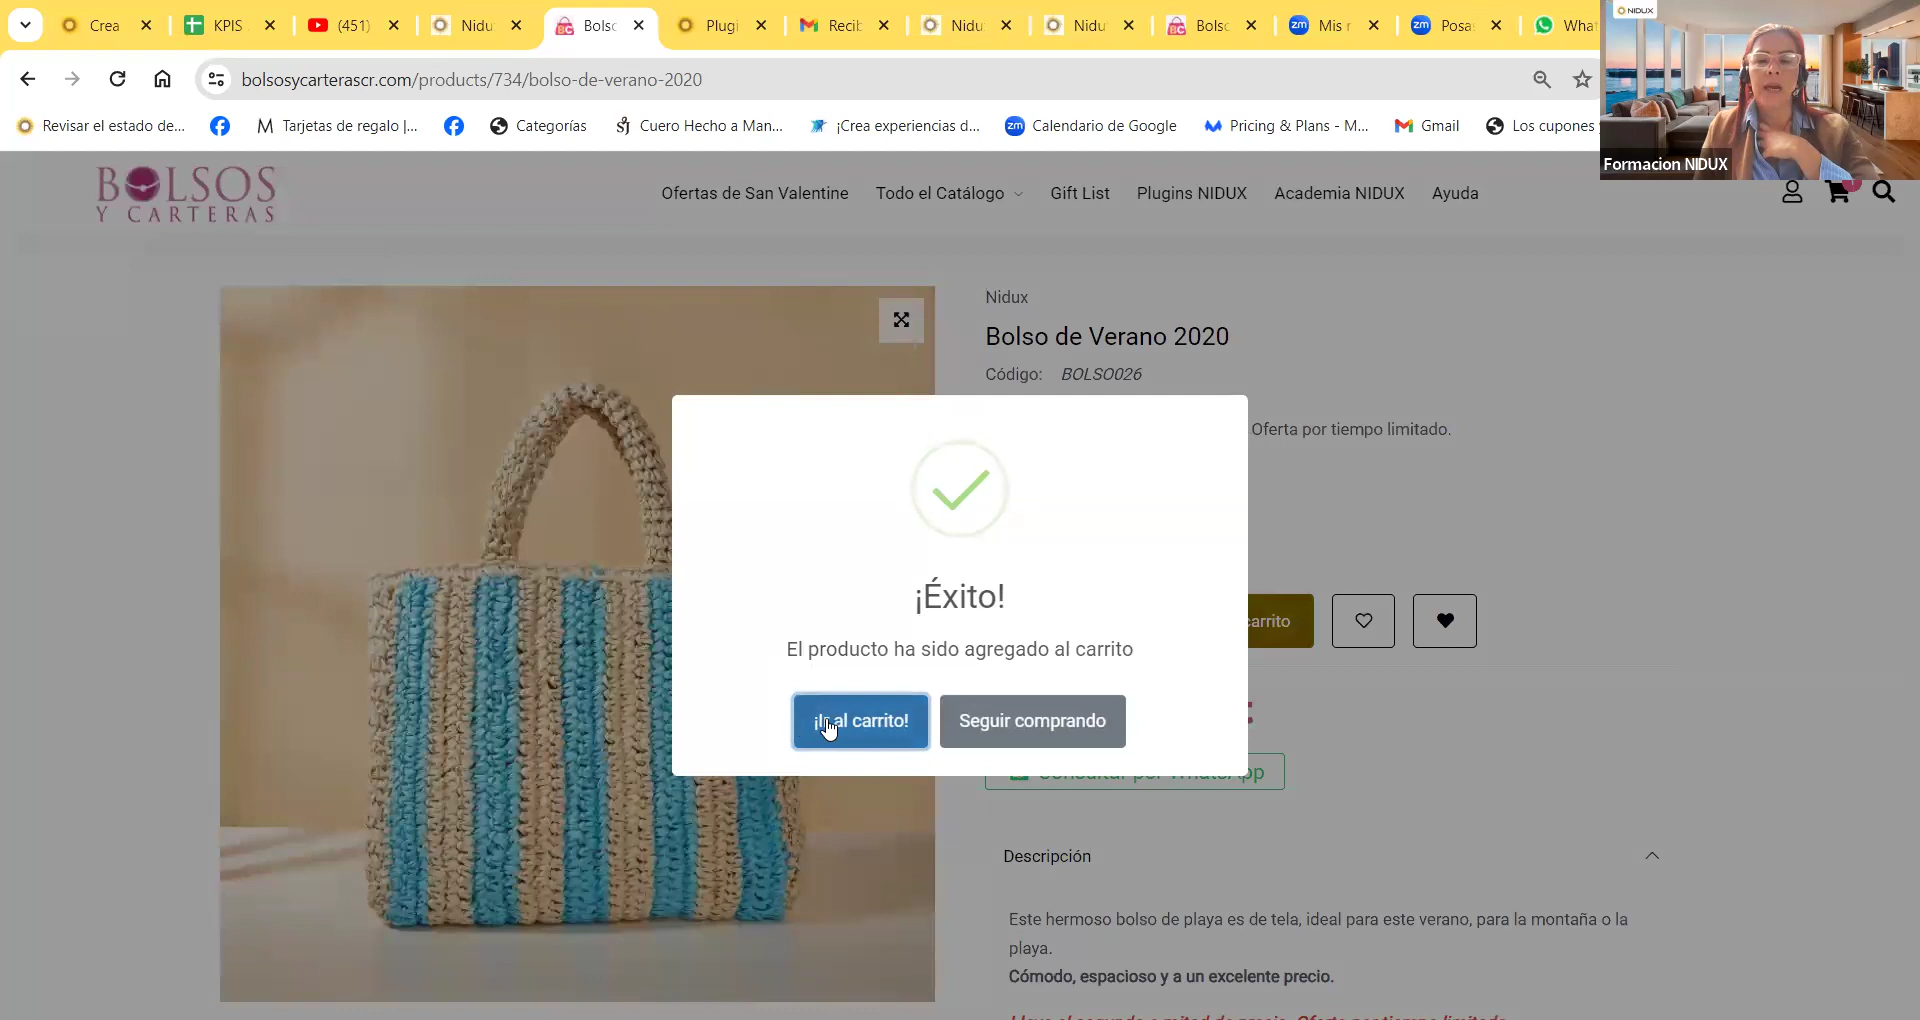 Crea
KPIS
(451)
Nidu
Bolsc
Plugi
Recib
Nidu
Nidu
Bolsc
Mis r
Posa
What
NIDUX
bolsosycarterascr.com/products/734/bolso-de-verano-2020
Revisar el estado de...
Tarjetas de regalo |...
Categorías
Cuero Hecho a Man...
¡Crea experiencias d...
Calendario de Google
Pricing & Plans - M...
Gmail
Los cupones
Formacion NIDUX
BOLSOS
Y CARTERAS
Ofertas de San Valentine
Todo el Catálogo
Gift List
Plugins NIDUX
Academia NIDUX
Ayuda
Nidux
Bolso de Verano 2020
Código: BOLSO026
Oferta por tiempo limitado.
¡Éxito!
carrito
El producto ha sido agregado al carrito
¡Ir al carrito!
Seguir comprando
Consultar por WhatsApp
Descripción
Este hermoso bolso de playa es de tela, ideal para este verano, para la montaña o la
playa.
Cómodo, espacioso y a un excelente precio.